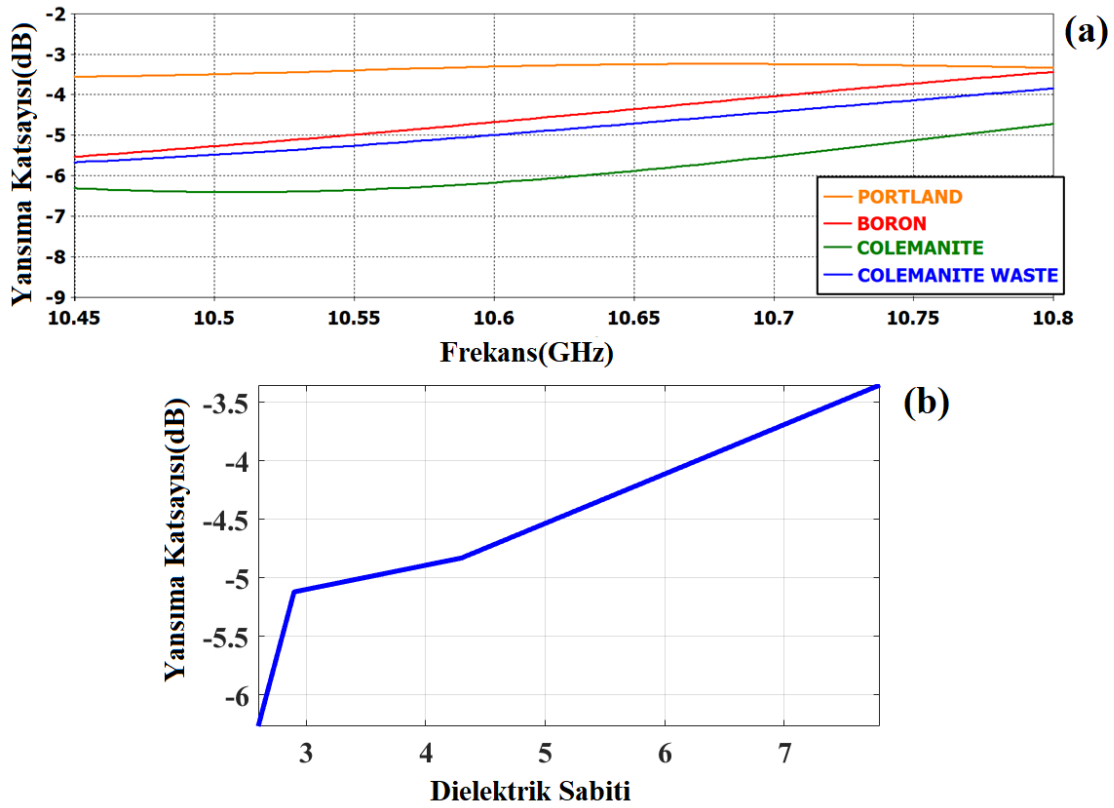 (a)
Yansıma Katsayısı(dB)
-2
-3
-4
-5
-6
-7
-8
-9
PORTLAND
BORON
COLEMANITE
COLEMANITE WASTE
10.45 10.5 10.55 10.6 10.65 10.7 10.75 10.8
Frekans(GHz)
(b)
Yansıma Katsayısı(dB)
-3.5
-4
-4.5
-5
-5.5
-6
3 4 5 6 7
Dielektrik Sabiti